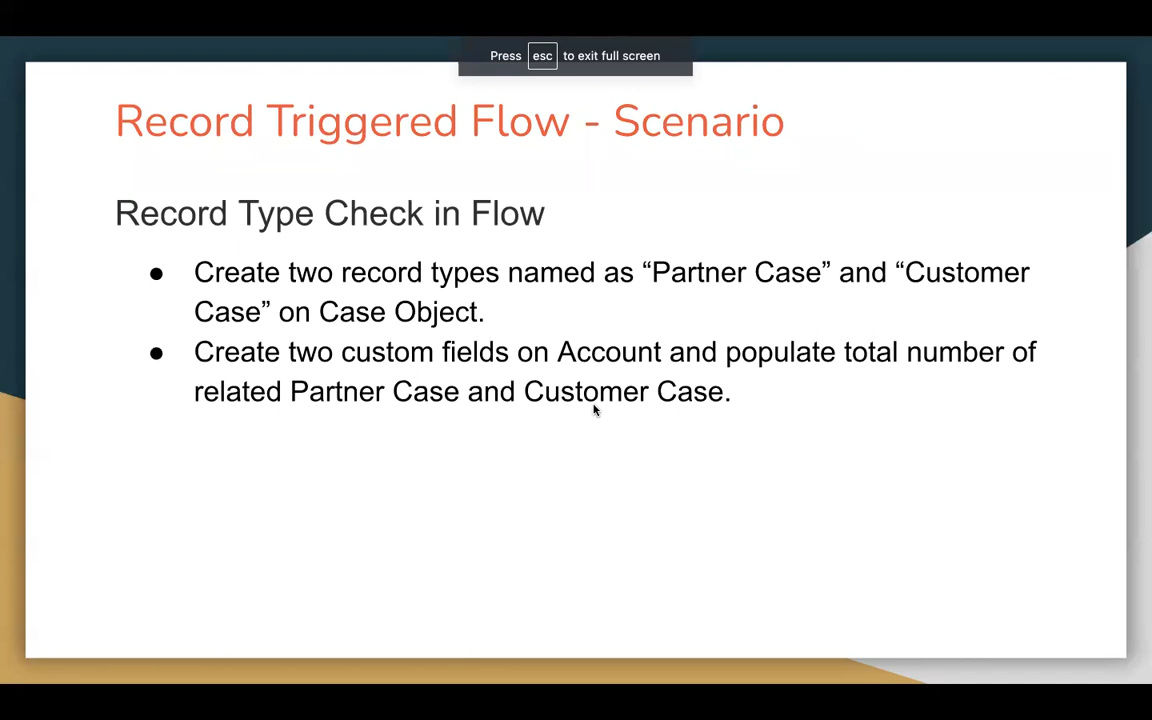 Press esc to exit full screen
Record Triggered Flow - Scenario
Record Type Check in Flow
● Create two record types named as “Partner Case” and “Customer
Case” on Case Object.
● Create two custom fields on Account and populate total number of
related Partner Case and Customer Case.